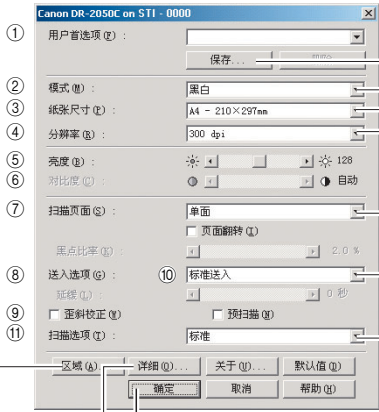 Canon DR-2050C on STI - 0000
① 用户首选项(F) :
保存... 删除
② 模式(M) : 黑白
③ 纸张尺寸(P) : A4 - 210×297mm
④ 分辨率(R) : 300 dpi
⑤ 亮度(B) : 128
⑥ 对比度(C) : 自动
⑦ 扫描页面(S) : 单面
页面翻转(I)
黑点比率(K) : 2.0 %
⑧ 送入选项(G) : ⑩ 标准送入
延缓(L) : 0 秒
⑨ 歪斜校正(Y) 预扫描(N)
⑪ 扫描选项(T) : 标准
区域(A)... 详细(O)... 关于(U)... 默认值(D)
确定 取消 帮助(H)